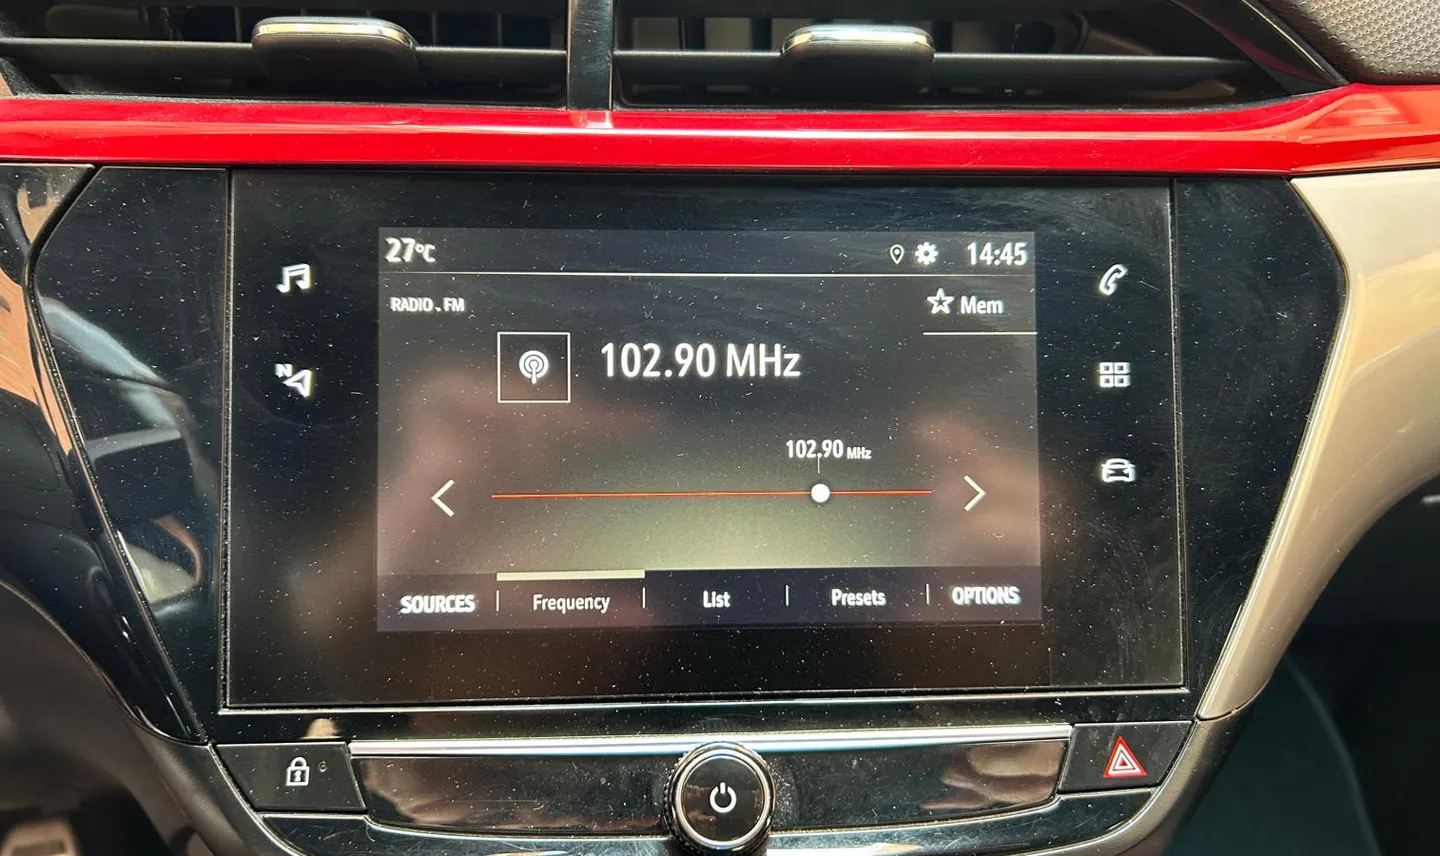 27°C 14:45
RADIO . FM Mem
102.90 MHz
102.90 MHz
N
SOURCES Frequency List Presets OPTIONS